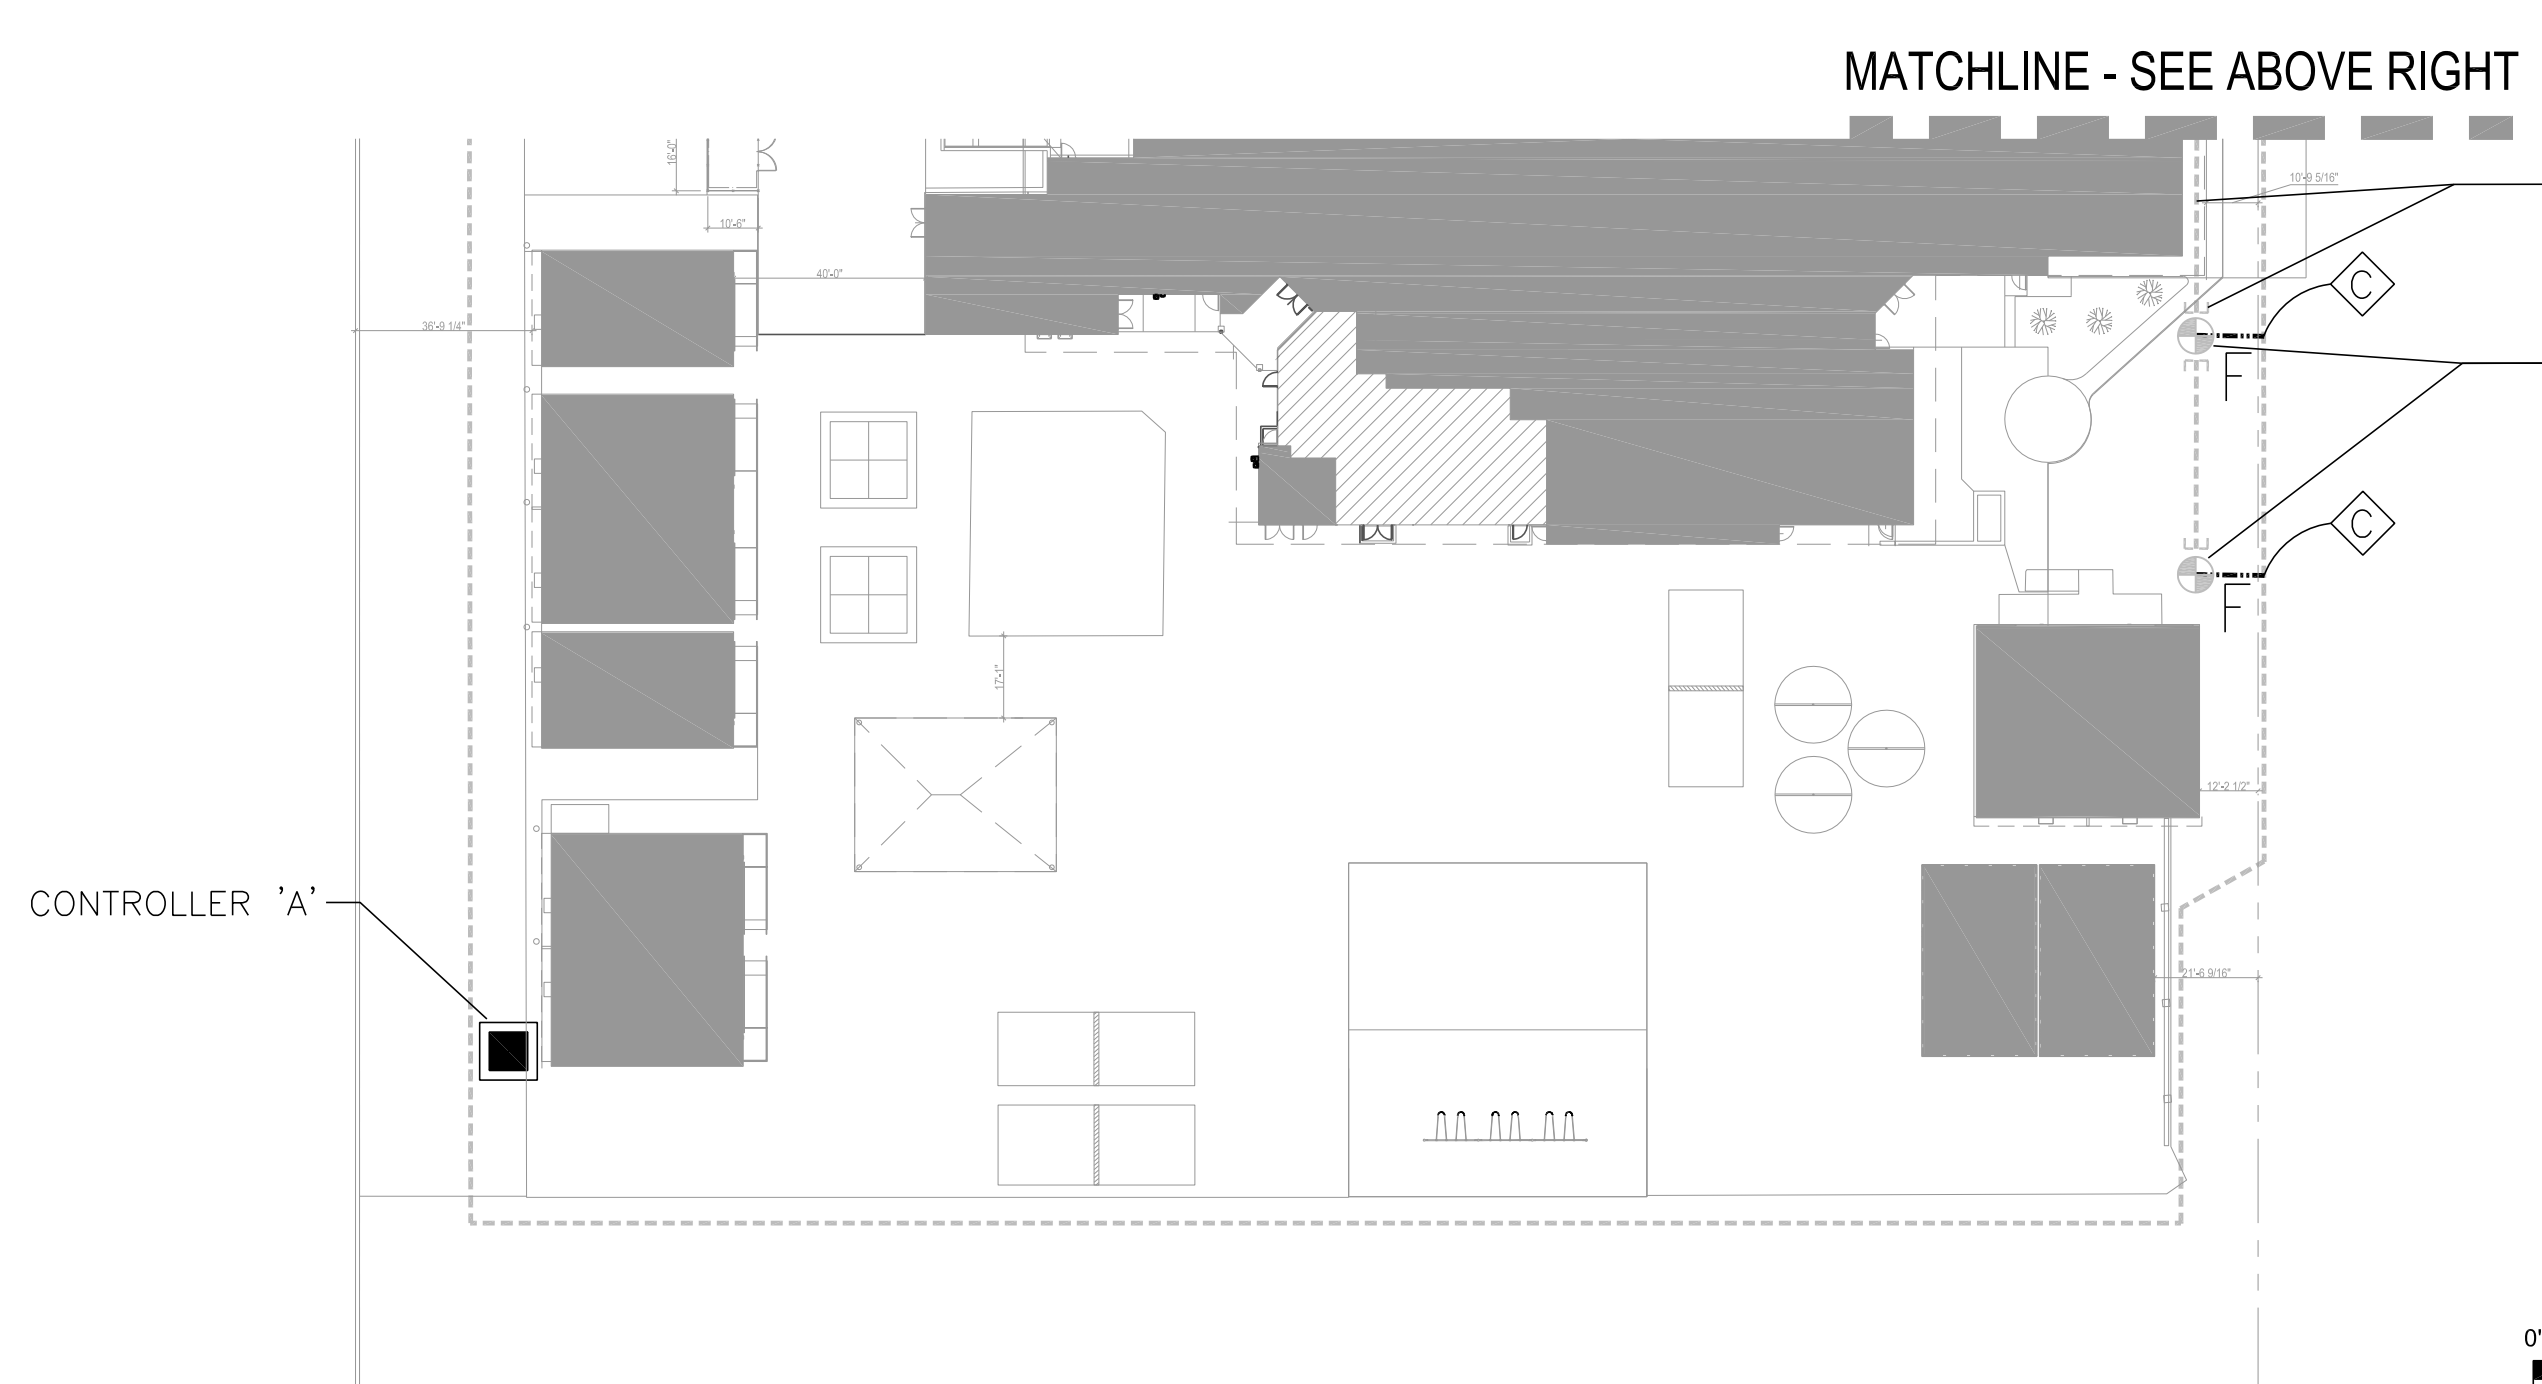 MATCHLINE - SEE ABOVE RIGHT
16'-0"
10'-9 5/16"
10'-6"
40'-0"
C
36'-9 1/4"
F
C
F
17'-1"
12'-2 1/2"
CONTROLLER 'A'
21'-6 9/16"
0'